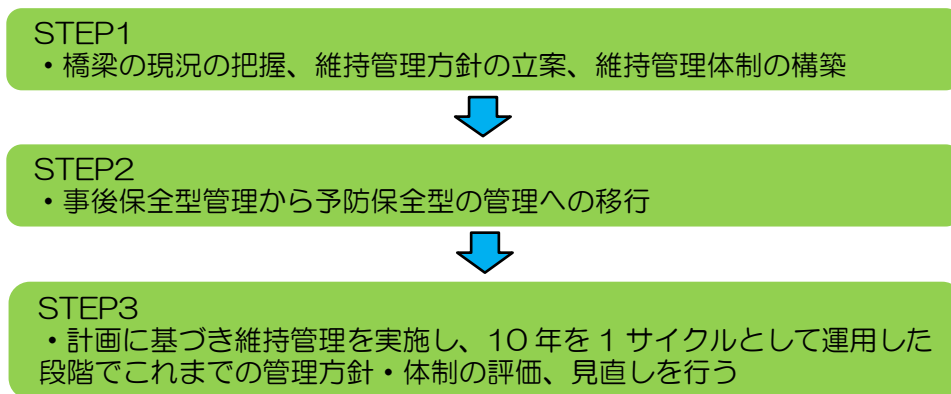 STEP1
・橋梁の現況の把握、維持管理方針の立案、維持管理体制の構築
STEP2
・事後保全型管理から予防保全型の管理への移行
STEP3
・計画に基づき維持管理を実施し、10 年を 1 サイクルとして運用した
段階でこれまでの管理方針・体制の評価、見直しを行う